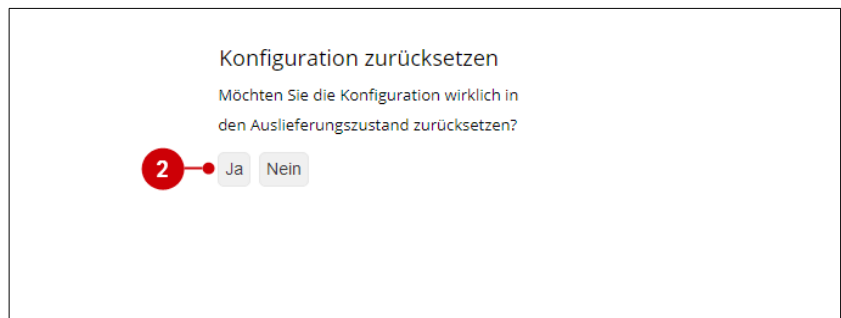 Konfiguration zurücksetzen
Möchten Sie die Konfiguration wirklich in
den Auslieferungszustand zurücksetzen?
2 Ja Nein